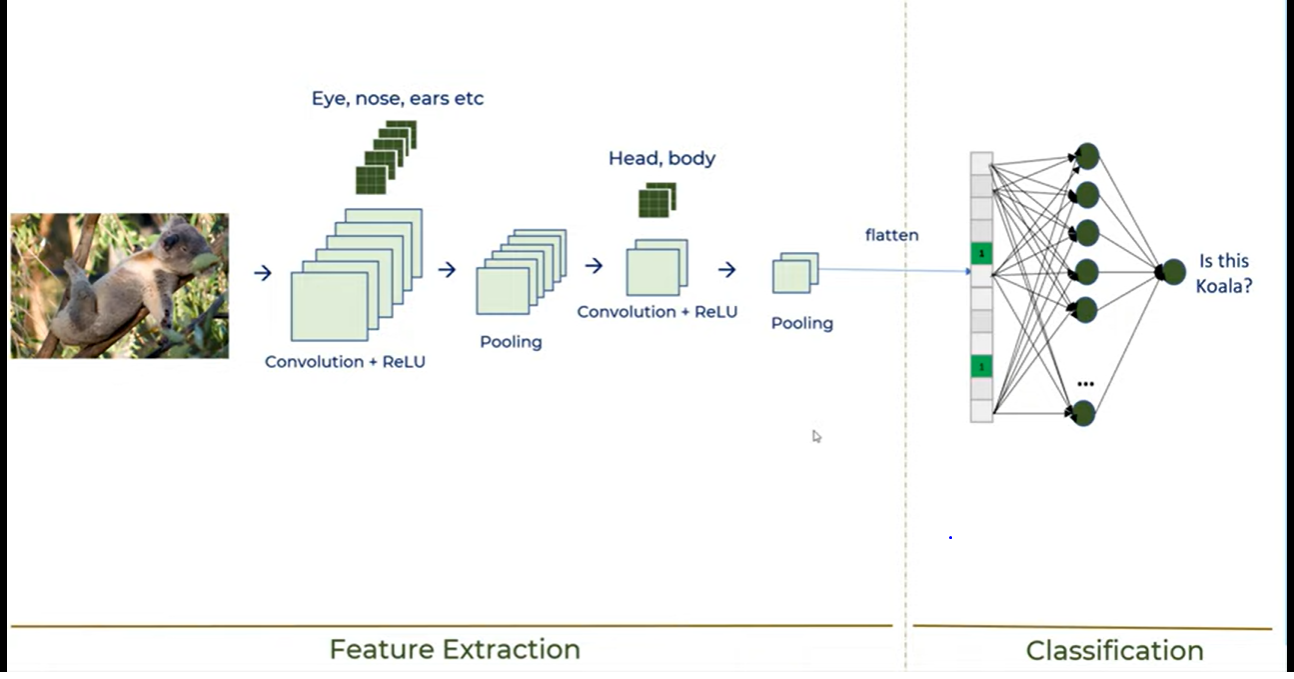 Eye, nose, ears etc
Convolution + ReLU
Pooling
Head, body
Convolution + ReLU
Pooling
flatten
1
1
...
Is this
Koala?
Feature Extraction
Classification